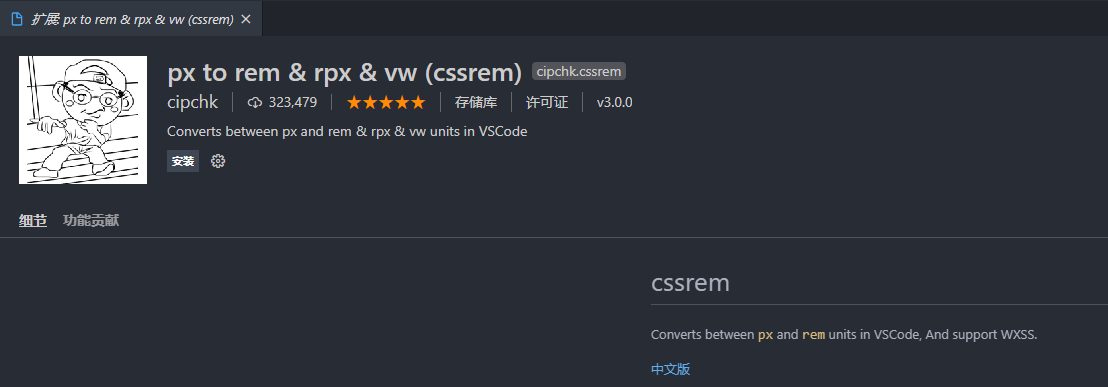 扩展: px to rem & rpx & vw (cssrem)
px to rem & rpx & vw (cssrem) cipchk.cssrem
cipchk 323,479 ★★★★★ 存储库 许可证 v3.0.0
Converts between px and rem & rpx & vw units in VSCode
安装
细节 功能贡献
cssrem
Converts between px and rem units in VSCode, And support WXSS.
中文版